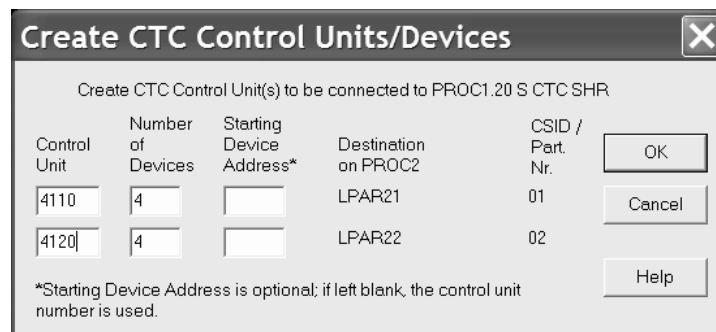 Create CTC Control Units/Devices
Create CTC Control Unit(s) to be connected to PROC1.20 S CTC SHR
Control Unit
Number of Devices
Starting Device Address*
Destination on PROC2
CSID / Part. Nr.
OK
4110 4 LPAR21 01
Cancel
4120 4 LPAR22 02
Help
*Starting Device Address is optional; if left blank, the control unit
number is used.